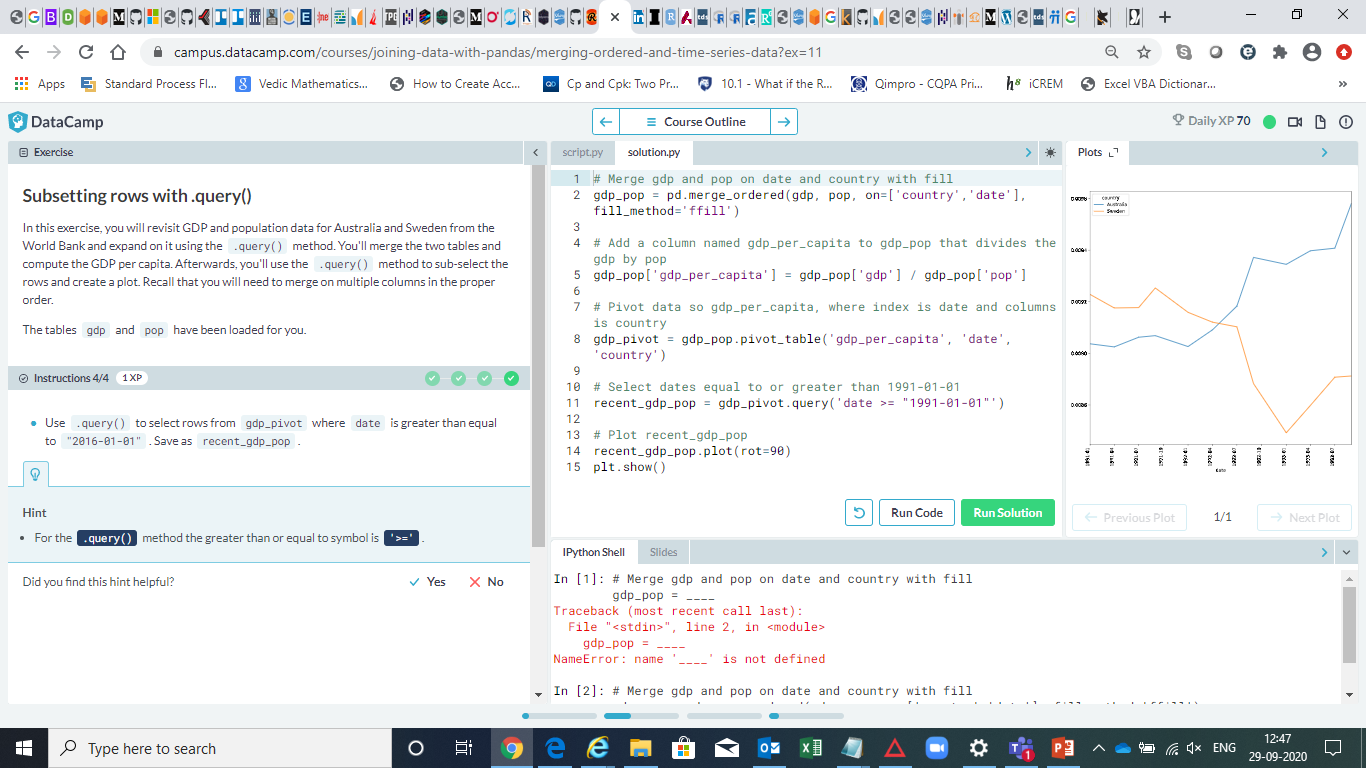 campus.datacamp.com/courses/joining-data-with-pandas/merging-ordered-and-time-series-data?ex=11
Apps
Standard Process Fl...
Vedic Mathematics...
How to Create Acc...
Cp and Cpk: Two Pr...
10.1 - What if the R...
Qimpro - CQPA Pri...
iCREM
Excel VBA Dictionar...
DataCamp
Course Outline
Daily XP 70
Exercise
Subsetting rows with .query()
In this exercise, you will revisit GDP and population data for Australia and Sweden from the
World Bank and expand on it using the .query() method. You'll merge the two tables and
compute the GDP per capita. Afterwards, you'll use the .query() method to sub-select the
rows and create a plot. Recall that you will need to merge on multiple columns in the proper
order.
The tables gdp and pop have been loaded for you.
Instructions 4/4 1 XP
Use .query() to select rows from gdp_pivot where date is greater than equal
to "2016-01-01" . Save as recent_gdp_pop .
Hint
For the .query() method the greater than or equal to symbol is '>=' .
Did you find this hint helpful?
Yes
No
script.py
solution.py
1 # Merge gdp and pop on date and country with fill
2 gdp_pop = pd.merge_ordered(gdp, pop, on=['country','date'],
fill_method='ffill')
3
4 # Add a column named gdp_per_capita to gdp_pop that divides the
gdp by pop
5 gdp_pop['gdp_per_capita'] = gdp_pop['gdp'] / gdp_pop['pop']
6
7 # Pivot data so gdp_per_capita, where index is date and columns
is country
8 gdp_pivot = gdp_pop.pivot_table('gdp_per_capita', 'date',
'country')
9
10 # Select dates equal to or greater than 1991-01-01
11 recent_gdp_pop = gdp_pivot.query('date >= "1991-01-01"')
12
13 # Plot recent_gdp_pop
14 recent_gdp_pop.plot(rot=90)
15 plt.show()
Run Code
Run Solution
Plots
country
Australia
Sweden
date
Previous Plot
1/1
Next Plot
IPython Shell
Slides
In [1]: # Merge gdp and pop on date and country with fill
gdp_pop = ____
Traceback (most recent call last):
File "<stdin>", line 2, in <module>
gdp_pop = ____
NameError: name '____' is not defined
In [2]: # Merge gdp and pop on date and country with fill
Type here to search
ENG
12:47
29-09-2020